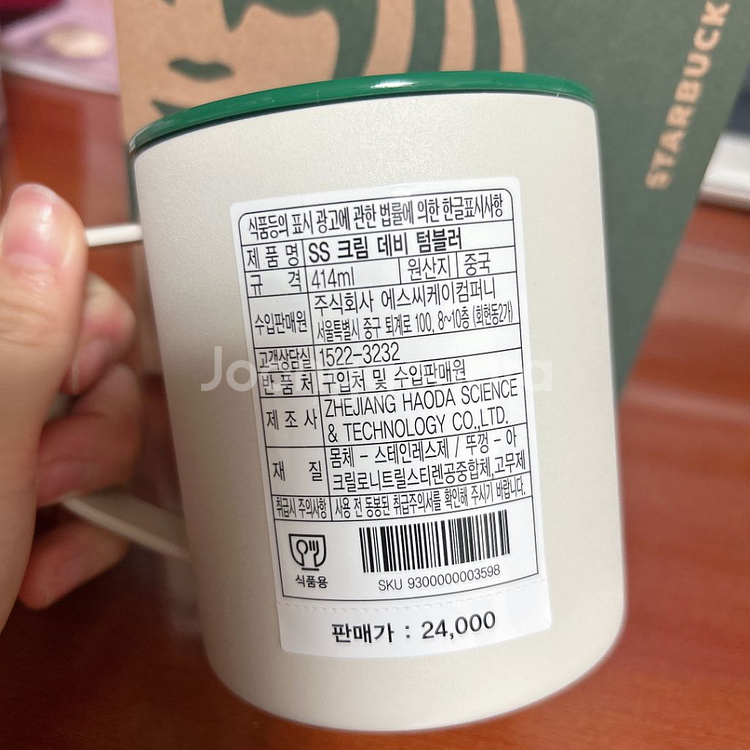 STARBUCK
식품등의 표시 광고에 관한 법률에 의한 한글표시사항
제 품 명 SS 크림 데비 텀블러
규 격 414ml 원산지 중국
수입판매원 주식회사 에스씨케이컴퍼니
서울특별시 중구 퇴계로 100, 8~10층 (회현동2가)
고객상담실 1522-3232
반 품 처 구입처 및 수입판매원
제 조 사 ZHEJIANG HAODA SCIENCE
& TECHNOLOGY CO.,LTD.
재 질 몸체 - 스테인레스제 / 뚜껑 - 아
크릴로니트릴스티렌공중합체,고무제
취급시 주의사항 사용 전 동봉된 취급주의서를 확인해 주시기 바랍니다.
식품용
SKU 9300000003598
판매가 : 24,000